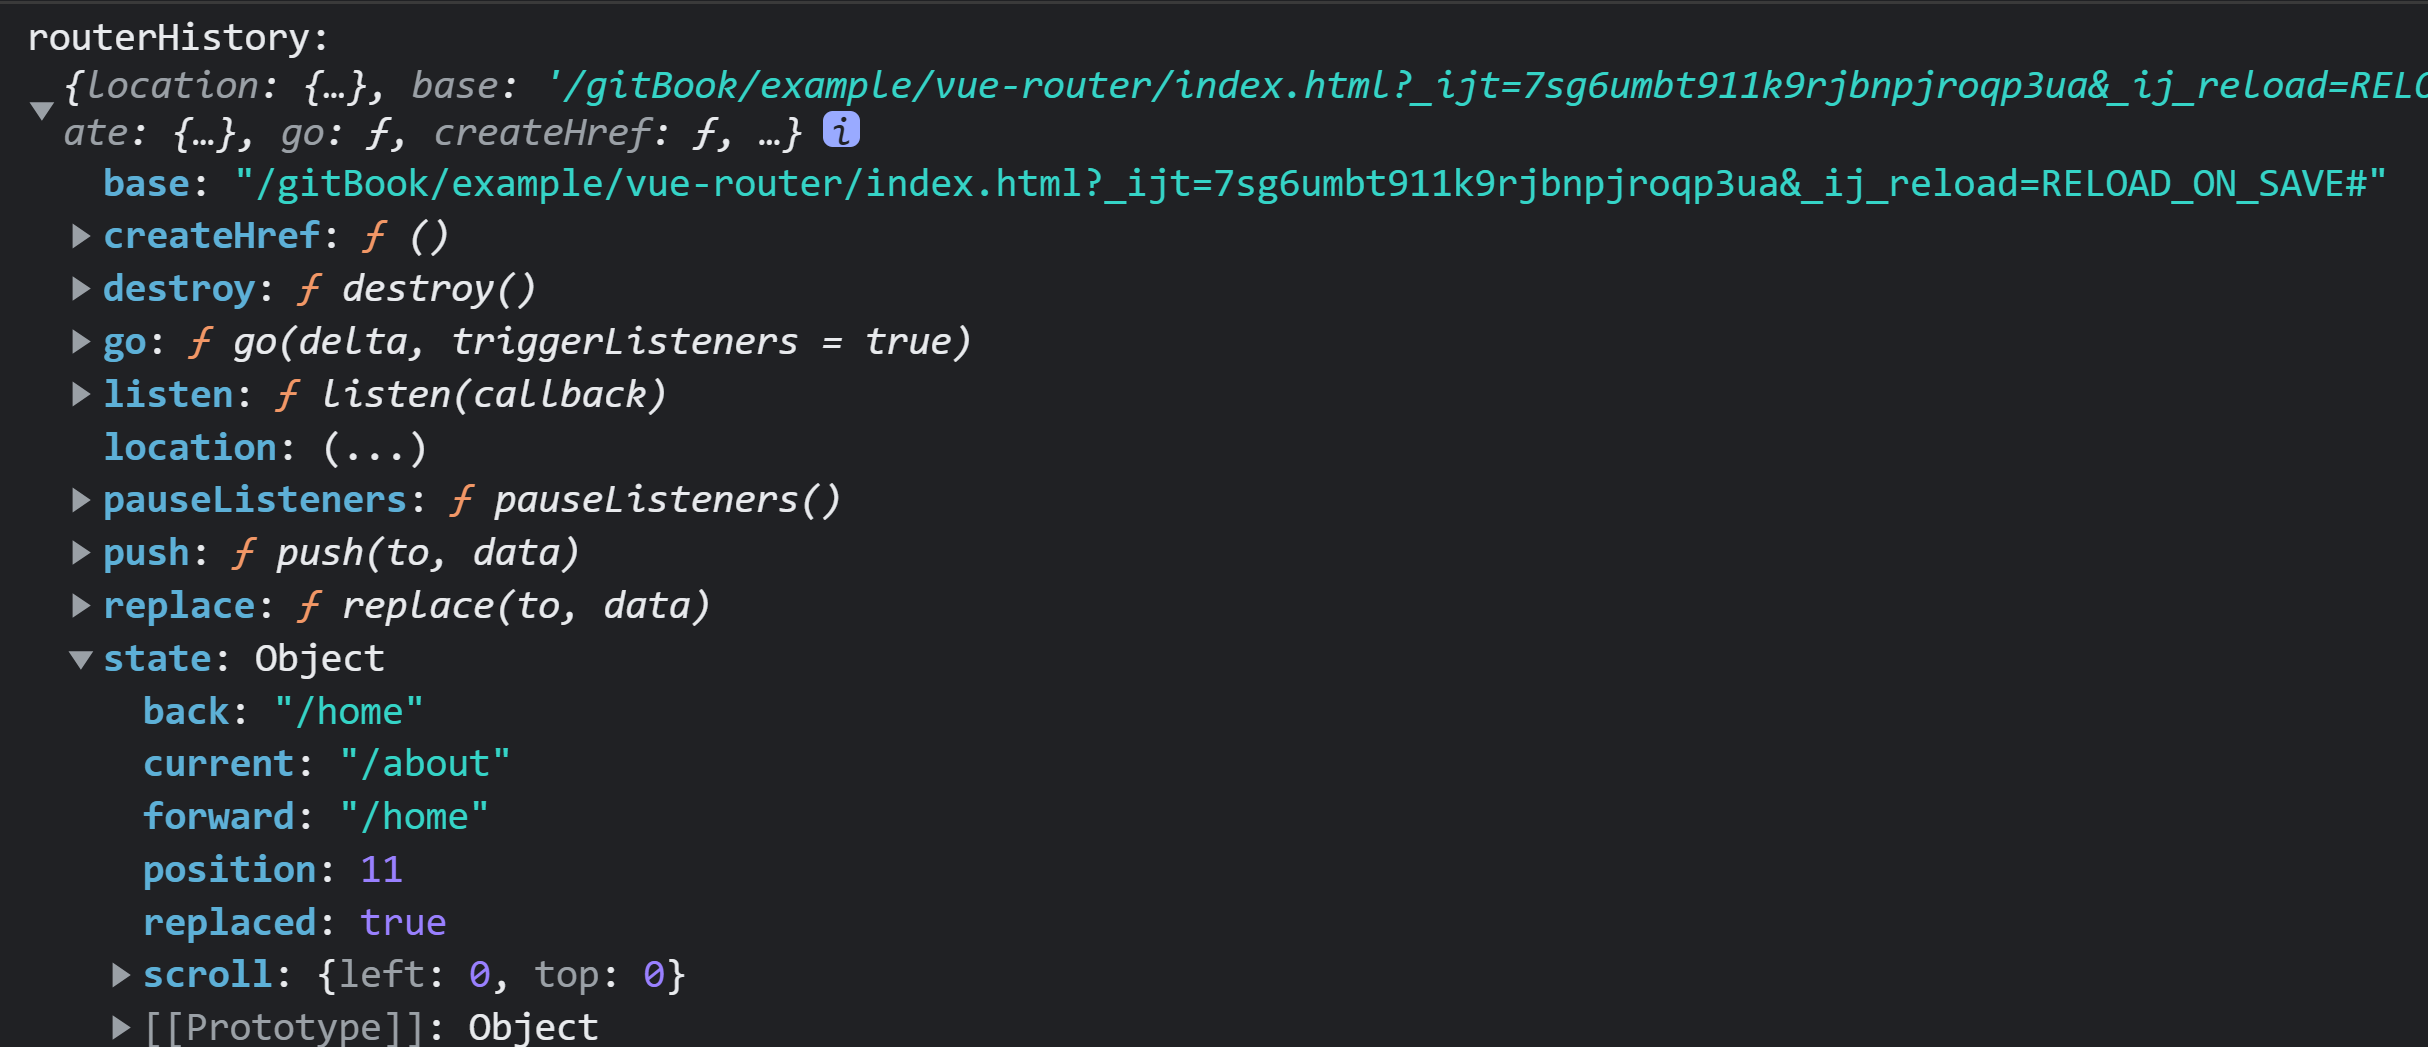 routerHistory:
{location: {…}, base: '/gitBook/example/vue-router/index.html?_ijt=7sg6umbt911k9rjbnpjroqp3ua&_ij_reload=RELO
ate: {…}, go: ƒ, createHref: ƒ, …} i
base: "/gitBook/example/vue-router/index.html?_ijt=7sg6umbt911k9rjbnpjroqp3ua&_ij_reload=RELOAD_ON_SAVE#"
createHref: ƒ ()
destroy: ƒ destroy()
go: ƒ go(delta, triggerListeners = true)
listen: ƒ listen(callback)
location: (...)
pauseListeners: ƒ pauseListeners()
push: ƒ push(to, data)
replace: ƒ replace(to, data)
state: Object
back: "/home"
current: "/about"
forward: "/home"
position: 11
replaced: true
scroll: {left: 0, top: 0}
[[Prototype]]: Object